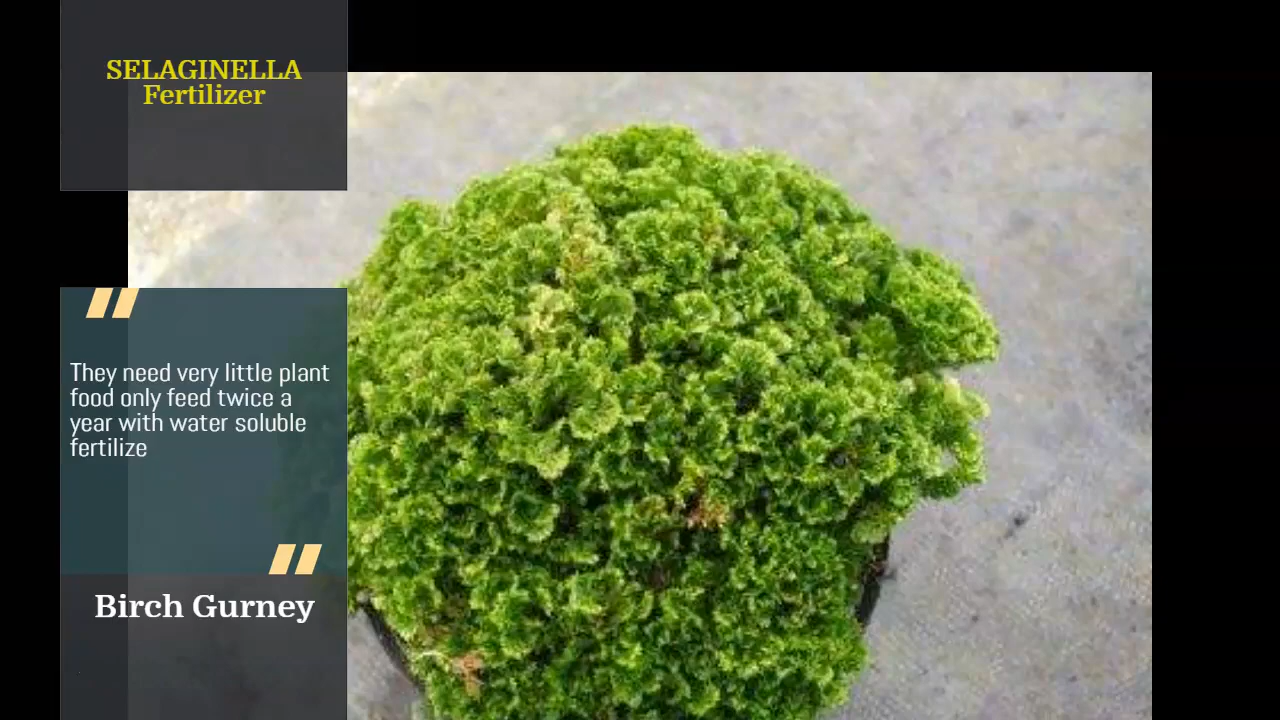 SELAGINELLA
Fertilizer
They need very little plant
food only feed twice a
year with water soluble
fertilize
Birch Gurney